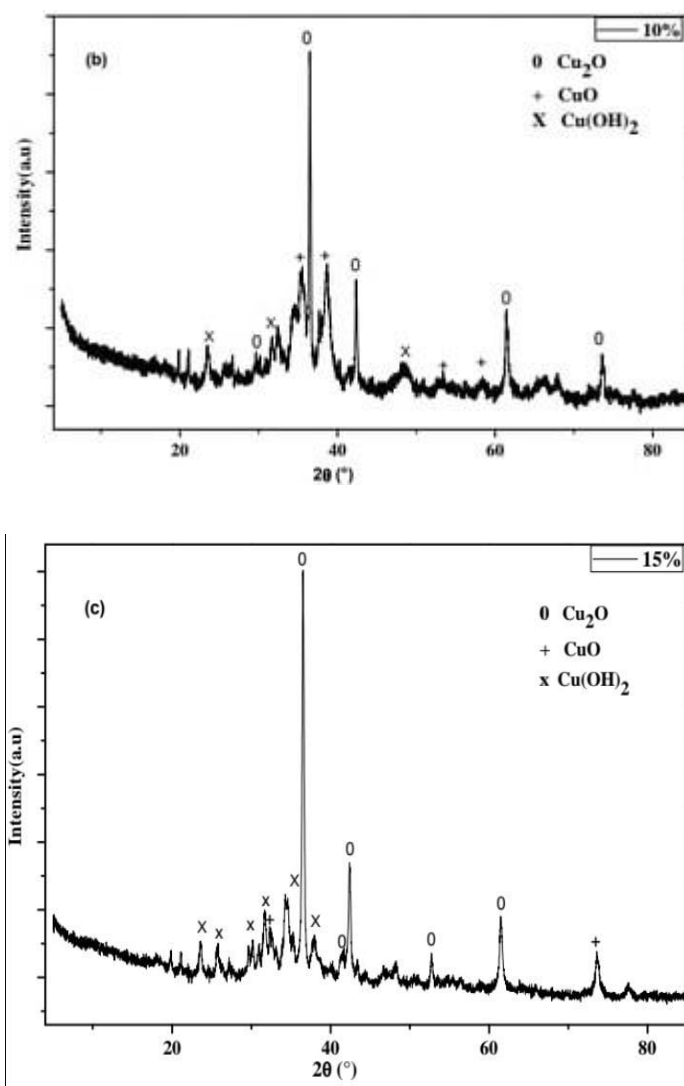 (b)
10%
0 Cu₂O
+ CuO
X Cu(OH)₂
Intensity(a.u)
0
+ +
0
0
X 0 X X + + 0
20 40 60 80
2θ (°)
(c)
15%
0 Cu₂O
+ CuO
x Cu(OH)₂
Intensity(a.u)
0
0
X X X X + X X 0 0 0 +
20 40 60 80
2θ (°)